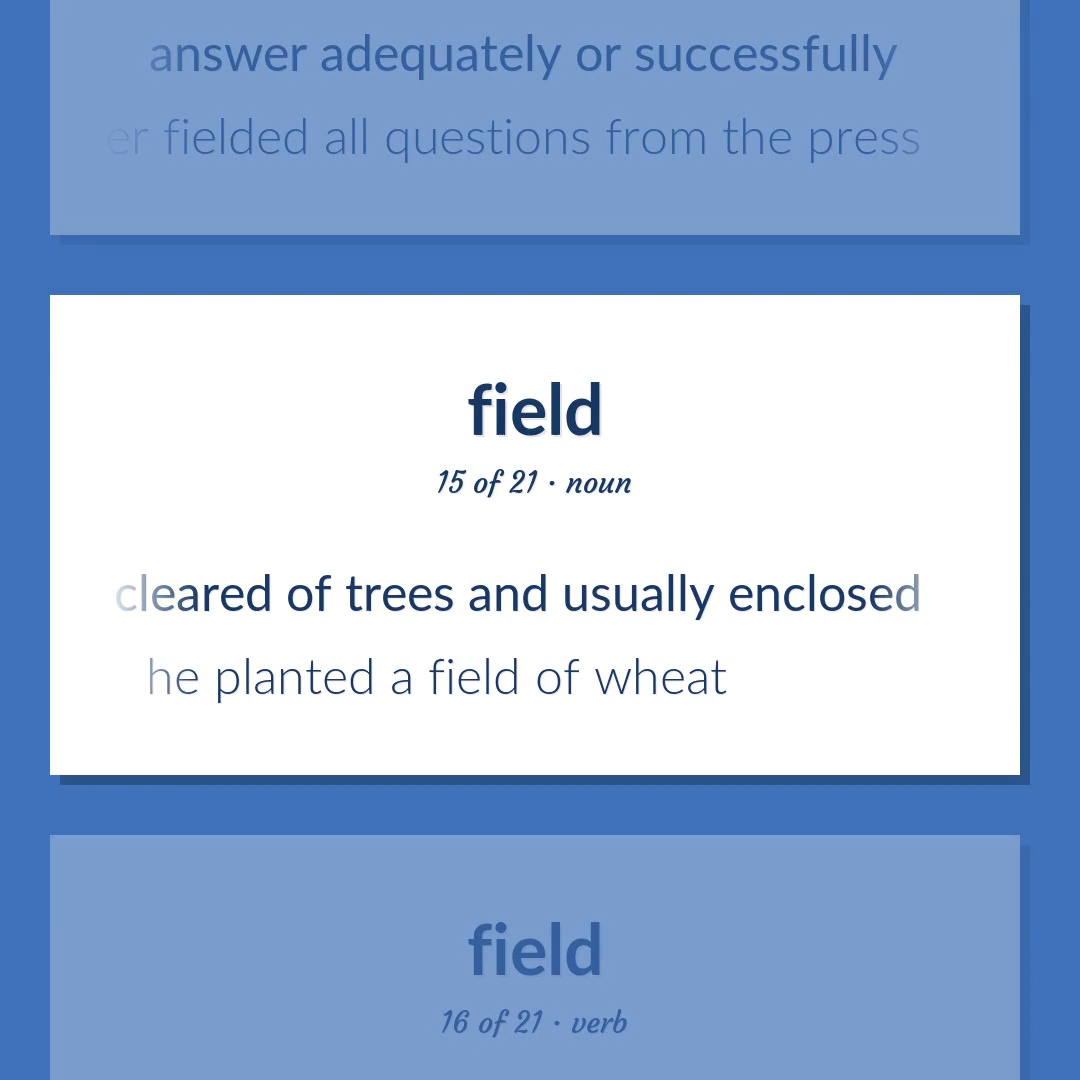 answer adequately or successfully
er fielded all questions from the press
field
15 of 21 · noun
cleared of trees and usually enclosed
he planted a field of wheat
field
16 of 21 · verb